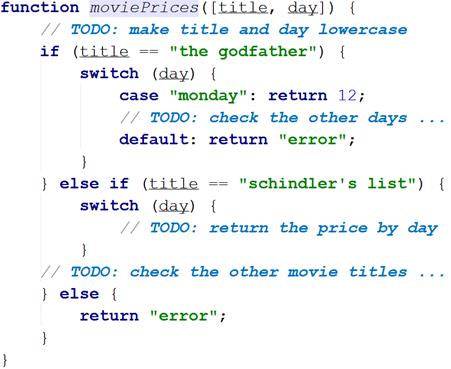 function moviePrices([title, day]) {
    // TODO: make title and day lowercase
    if (title == "the godfather") {
        switch (day) {
            case "monday": return 12;
            // TODO: check the other days ...
            default: return "error";
        }
    } else if (title == "schindler's list") {
        switch (day) {
            // TODO: return the price by day
        }
    // TODO: check the other movie titles ...
    } else {
        return "error";
    }
}